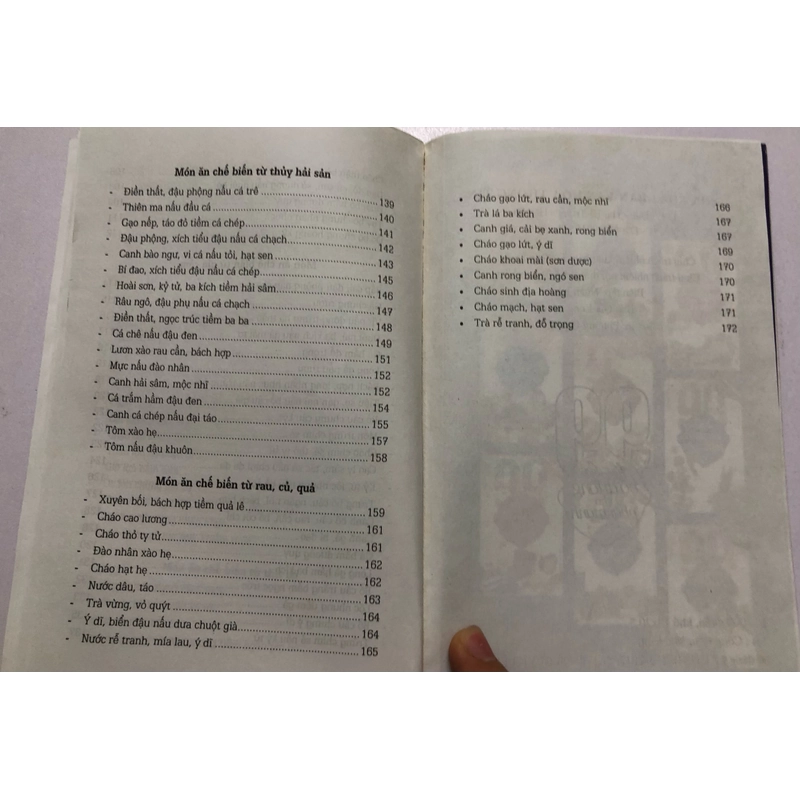 Món ăn chế biến từ thủy hải sản
- Điền thất, đậu phộng nấu cá trê 139
- Thiên ma nấu đầu cá 140
- Gạo nếp, táo đỏ tiềm cá chép 141
- Đậu phộng, xích tiểu đậu nấu cá chạch 142
- Canh bào ngư, vi cá nấu tỏi, hạt sen 143
- Bí đao, xích tiểu đậu nấu cá chép 145
- Hoài sơn, kỷ tử, ba kích tiềm hải sâm 146
- Râu ngô, đậu phụ nấu cá chạch 147
- Điền thất, ngọc trúc tiềm ba ba 148
- Cá chê nấu đậu đen 149
- Lươn xào rau cần, bách hợp 151
- Mực nấu đào nhân 152
- Canh hải sâm, mộc nhĩ 152
- Cá trắm hầm đậu đen 154
- Canh cá chép nấu đại táo 155
- Tôm xào hẹ 157
- Tôm nấu đậu khuôn 158
Món ăn chế biến từ rau, củ, quả
- Xuyên bối, bách hợp tiềm quả lê 159
- Cháo cao lương 161
- Cháo thỏ ty tử 161
- Đào nhân xào hẹ 162
- Cháo hạt hẹ 162
- Nước dâu, táo 163
- Trà vừng, vỏ quýt 164
- Ý dĩ, biển đậu nấu dưa chuột già 164
- Nước rễ tranh, mía lau, ý dĩ 165
• Cháo gạo lứt, rau cần, mộc nhĩ 166
• Trà lá ba kích 167
• Canh giá, cải bẹ xanh, rong biển 167
• Cháo gạo lứt, ý dĩ 169
• Cháo khoai mài (sơn dược) 170
• Canh rong biển, ngó sen 170
• Cháo sinh địa hoàng 171
• Cháo mạch, hạt sen 171
• Trà rễ tranh, đỗ trọng 172